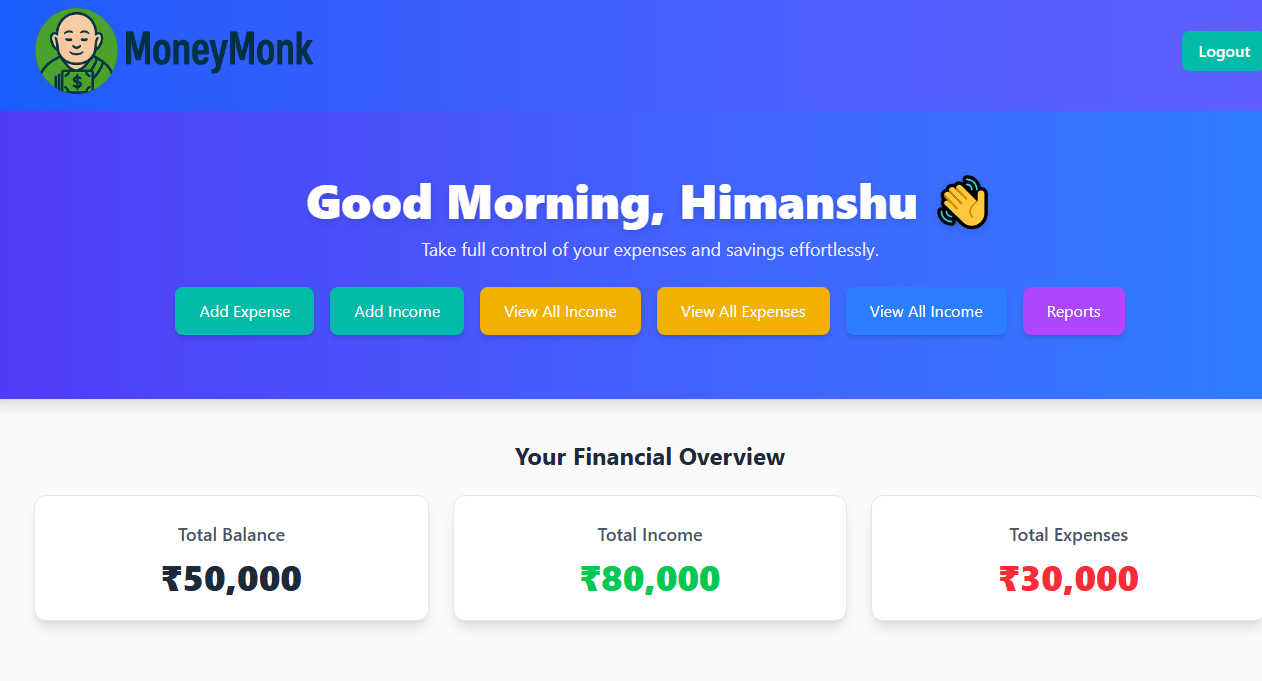 $
MoneyMonk
Logout
Good Morning, Himanshu 👋
Take full control of your expenses and savings effortlessly.
Add Expense
Add Income
View All Income
View All Expenses
View All Income
Reports
Your Financial Overview
Total Balance
₹50,000
Total Income
₹80,000
Total Expenses
₹30,000